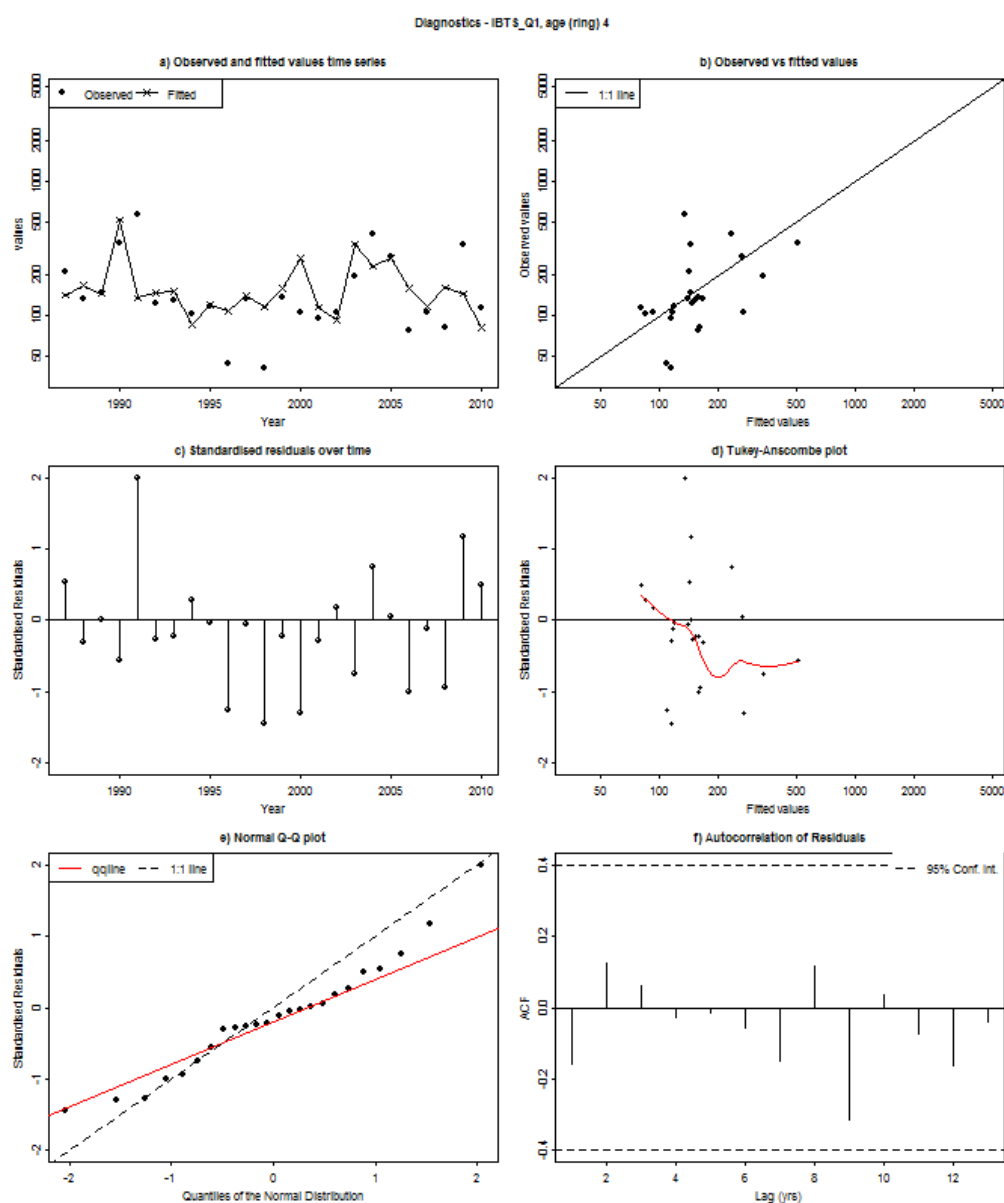 Diagnostics - IBTS_Q1, age (ring) 4
a) Observed and fitted values time series
Observed
Fitted
values
5000
2000
1000
500
200
100
50
1990
1995
2000
2005
2010
Year
b) Observed vs fitted values
1:1 line
Observed values
5000
2000
1000
500
200
100
50
50
100
200
500
1000
2000
5000
Fitted values
c) Standardised residuals over time
Standardised Residuals
2
1
0
-1
-2
1990
1995
2000
2005
2010
Year
d) Tukey-Anscombe plot
Standardised Residuals
2
1
0
-1
-2
50
100
200
500
1000
2000
5000
Fitted values
e) Normal Q-Q plot
qqline
1:1 line
Standardised Residuals
2
1
0
-1
-2
-2
-1
0
1
2
Quantiles of the Normal Distribution
f) Autocorrelation of Residuals
95% Conf. Int.
ACF
0.4
0.2
0.0
-0.2
-0.4
2
4
6
8
10
12
Lag (yrs)